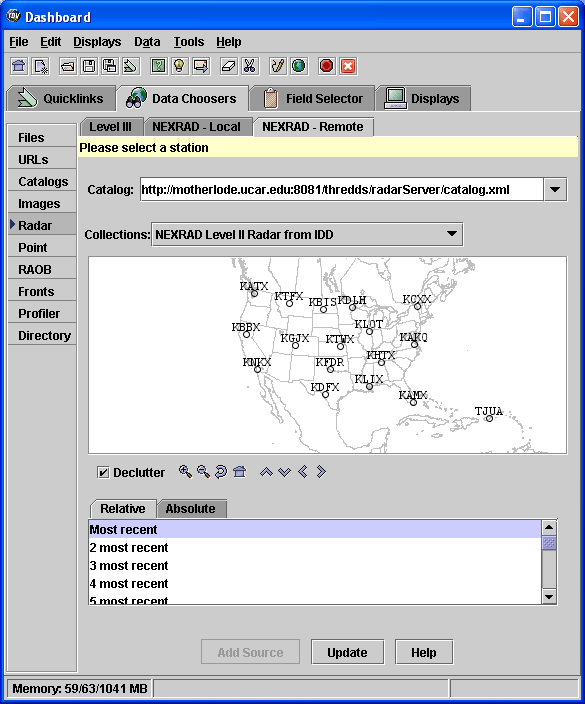 IDV Dashboard
File Edit Displays Data Tools Help
Quicklinks Data Choosers Field Selector Displays
Level III NEXRAD - Local NEXRAD - Remote
Please select a station
Files
URLs
Catalogs
Images
Radar
Point
RAOB
Fronts
Profiler
Directory
Catalog: http://motherlode.ucar.edu:8081/thredds/radarServer/catalog.xml
Collections: NEXRAD Level II Radar from IDD
KATX
KTFX
KBIS
KDLH
KCXX
KBBX
KGJX
KTWX
KLOT
KAKQ
KNKX
KFDR
KHTX
KDFX
KLIX
KAMX
TJUA
Declutter
Relative Absolute
Most recent
2 most recent
3 most recent
4 most recent
5 most recent
Add Source Update Help
Memory: 59/63/1041 MB